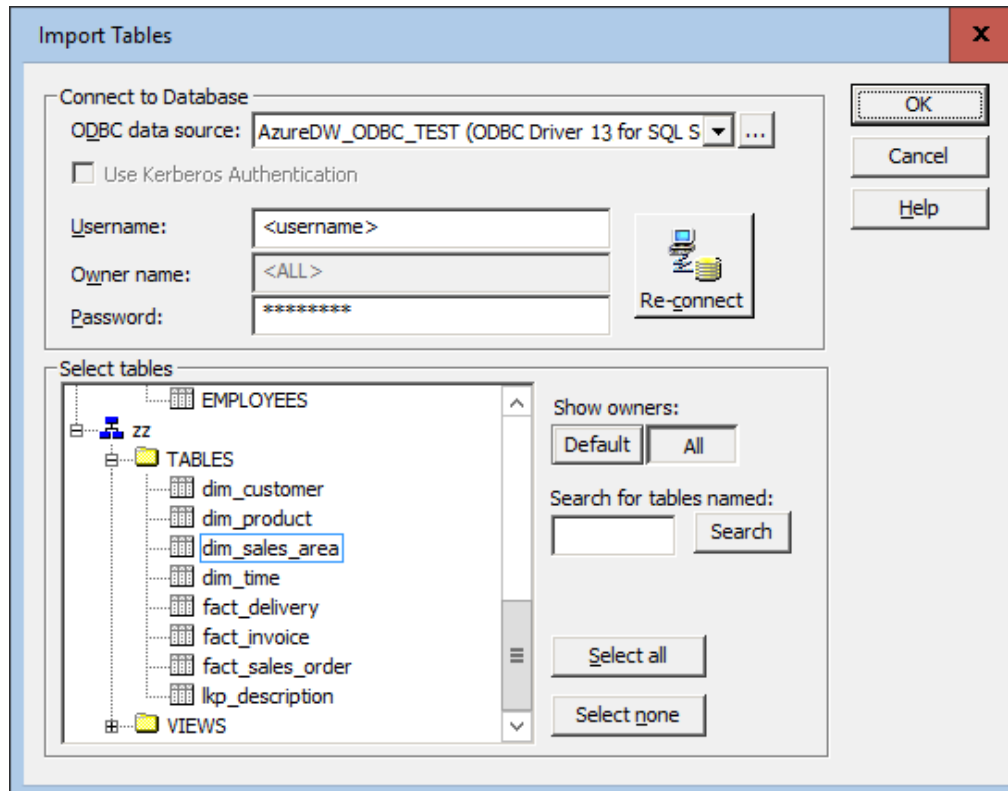 Import Tables
x
Connect to Database
ODBC data source: AzureDW_ODBC_TEST (ODBC Driver 13 for SQL S ...
Use Kerberos Authentication
Username: <username>
Owner name: <ALL>
Password: ********
Re-connect
OK
Cancel
Help
Select tables
EMPLOYEES
zz
TABLES
dim_customer
dim_product
dim_sales_area
dim_time
fact_delivery
fact_invoice
fact_sales_order
lkp_description
VIEWS
Show owners:
Default All
Search for tables named:
Search
Select all
Select none